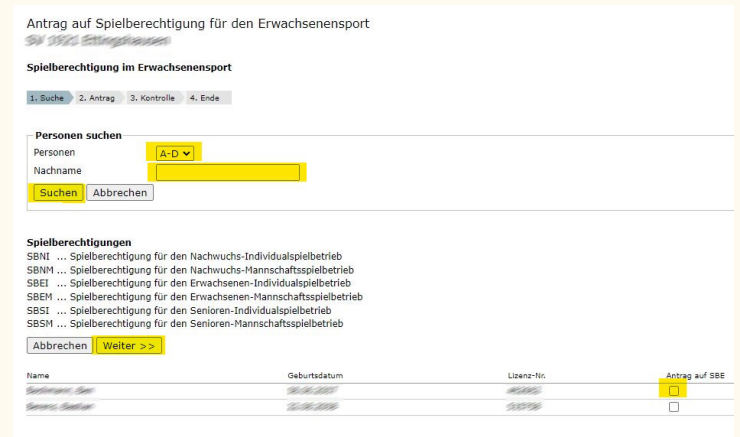 Antrag auf Spielberechtigung für den Erwachsenensport
Spielberechtigung im Erwachsenensport
1. Suche 2. Antrag 3. Kontrolle 4. Ende
Personen suchen
Personen A-D
Nachname
Suchen Abbrechen
Spielberechtigungen
SBNI ... Spielberechtigung für den Nachwuchs-Individualspielbetrieb
SBNM ... Spielberechtigung für den Nachwuchs-Mannschaftsspielbetrieb
SBEI ... Spielberechtigung für den Erwachsenen-Individualspielbetrieb
SBEM ... Spielberechtigung für den Erwachsenen-Mannschaftsspielbetrieb
SBSI ... Spielberechtigung für den Senioren-Individualspielbetrieb
SBSM ... Spielberechtigung für den Senioren-Mannschaftsspielbetrieb
Abbrechen Weiter >>
Name Geburtsdatum Lizenz-Nr. Antrag auf SBE